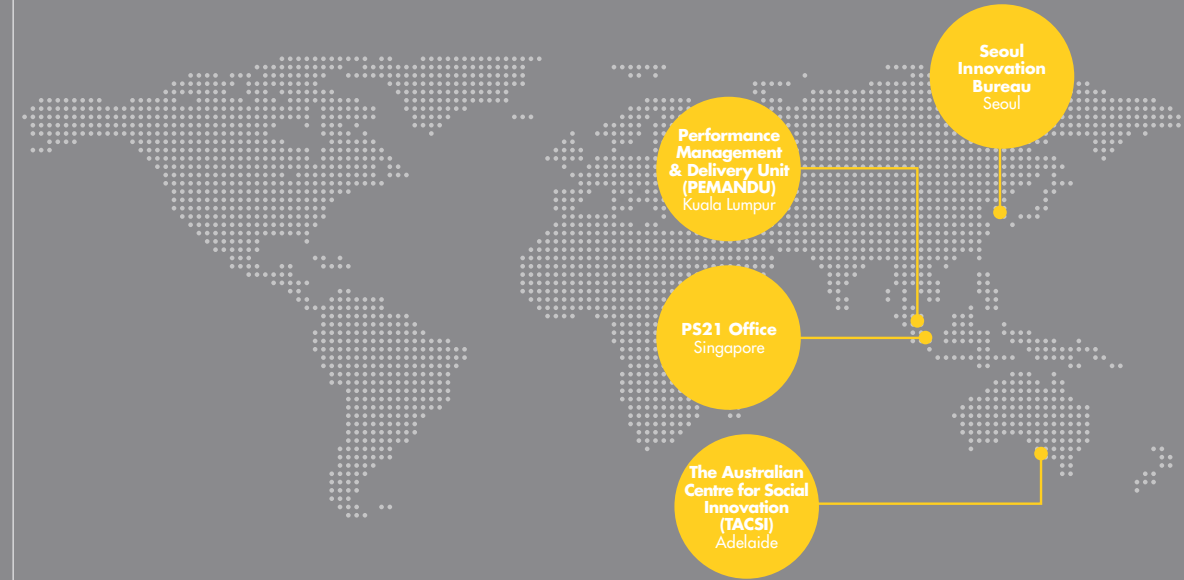 Seoul
Innovation
Bureau
Seoul
Performance
Management
& Delivery Unit
(PEMANDU)
Kuala Lumpur
PS21 Office
Singapore
The Australian
Centre for Social
Innovation
(TACSI)
Adelaide